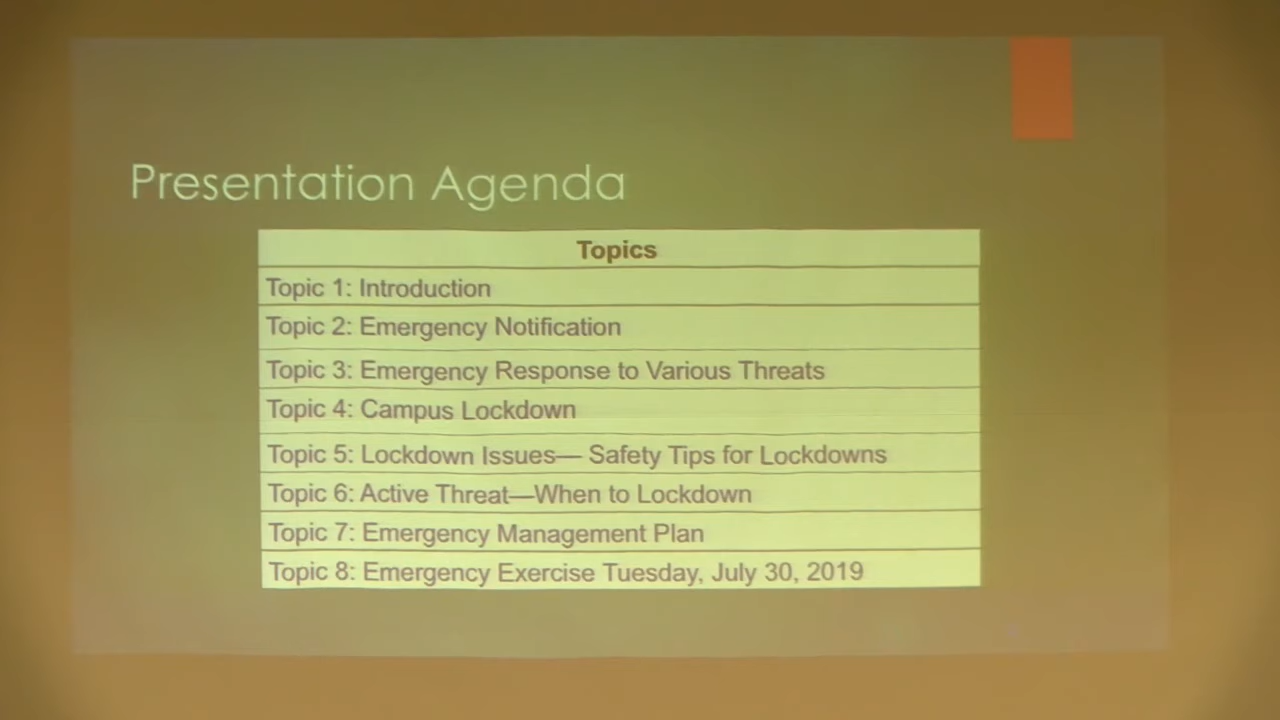 Presentation Agenda
Topics
Topic 1: Introduction
Topic 2: Emergency Notification
Topic 3: Emergency Response to Various Threats
Topic 4: Campus Lockdown
Topic 5: Lockdown Issues— Safety Tips for Lockdowns
Topic 6: Active Threat—When to Lockdown
Topic 7: Emergency Management Plan
Topic 8: Emergency Exercise Tuesday, July 30, 2019